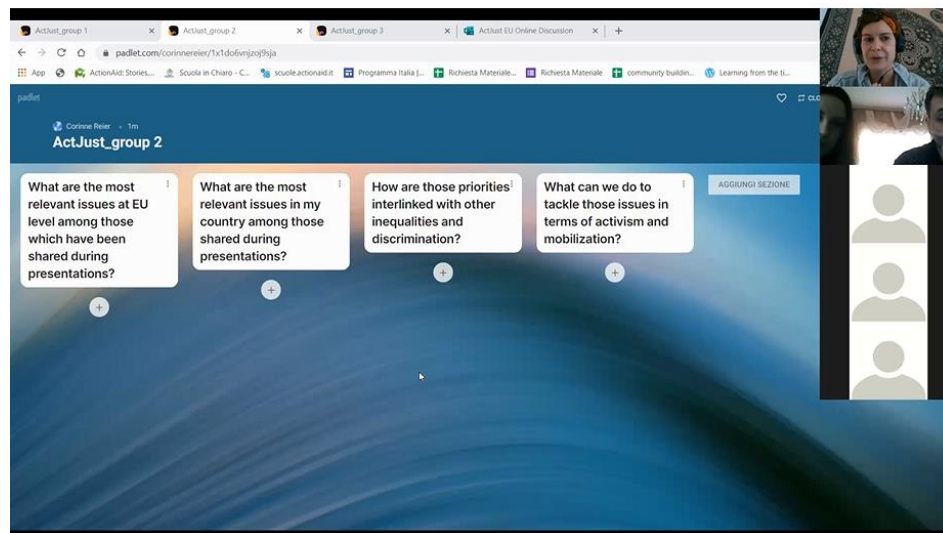 ActJust_group 1
ActJust_group 2
ActJust_group 3
ActJust EU Online Discussion
padlet.com/corinnereier/1x1do6vnjzoj9sja
App
ActionAid: Stories,...
Scuola in Chiaro - C...
scuole.actionaid.it
Programma Italia |...
Richiesta Materiale...
Richiesta Materiale
community buildin...
Learning from the ti...
padlet
CLO
Corinne Reier • 1m
ActJust_group 2
What are the most
relevant issues at EU
level among those
which have been
shared during
presentations?
What are the most
relevant issues in my
country among those
shared during
presentations?
How are those priorities
interlinked with other
inequalities and
discrimination?
What can we do to
tackle those issues in
terms of activism and
mobilization?
AGGIUNGI SEZIONE